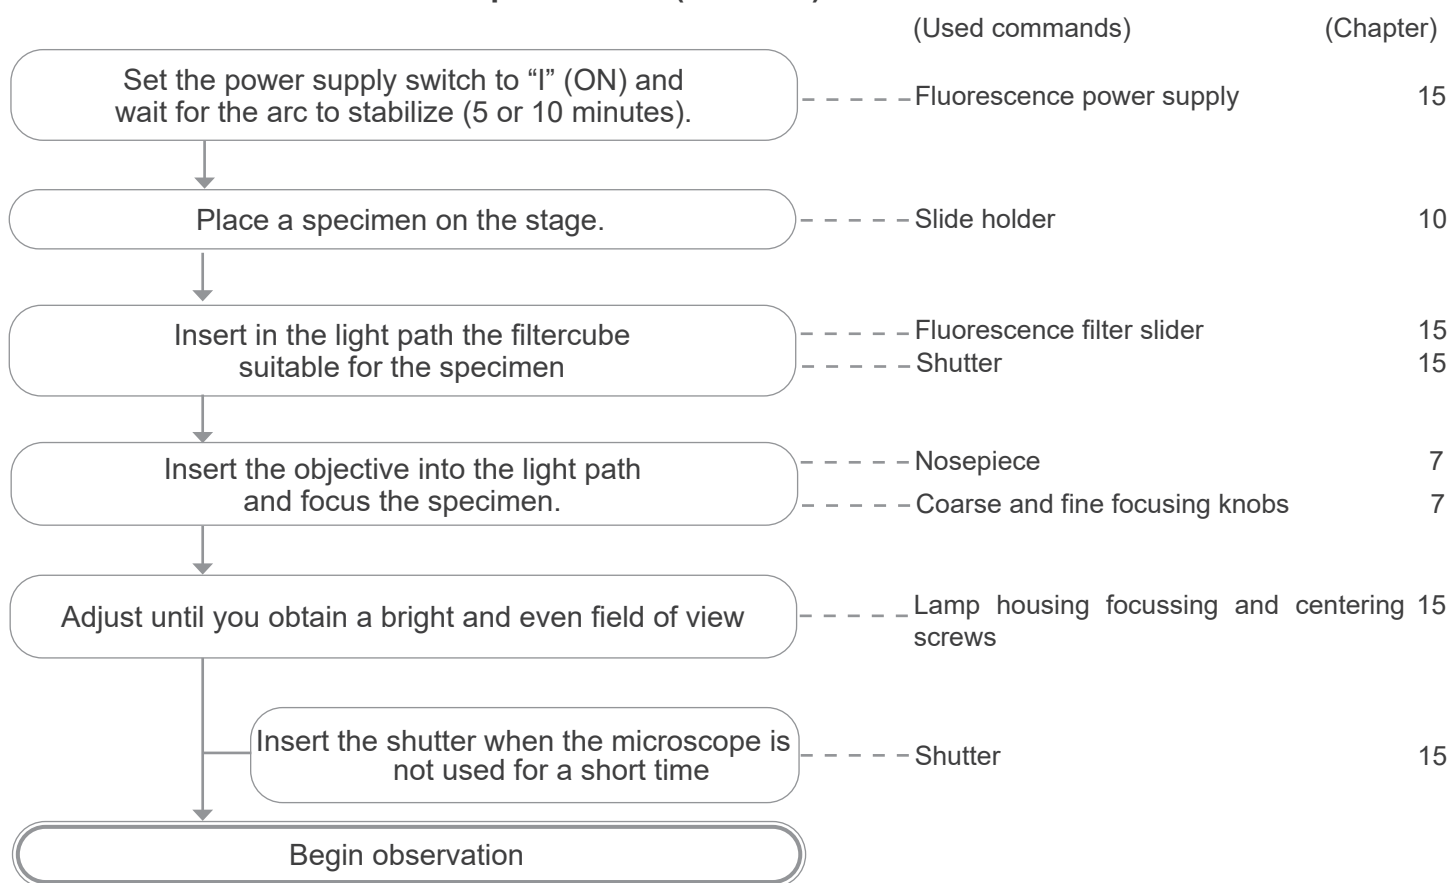 (Used commands) (Chapter)
Set the power supply switch to “I” (ON) and
wait for the arc to stabilize (5 or 10 minutes).
Fluorescence power supply 15
Place a specimen on the stage.
Slide holder 10
Insert in the light path the filtercube
suitable for the specimen
Fluorescence filter slider 15
Shutter 15
Insert the objective into the light path
and focus the specimen.
Nosepiece 7
Coarse and fine focusing knobs 7
Adjust until you obtain a bright and even field of view
Lamp housing focussing and centering 15
screws
Insert the shutter when the microscope is
not used for a short time
Shutter 15
Begin observation